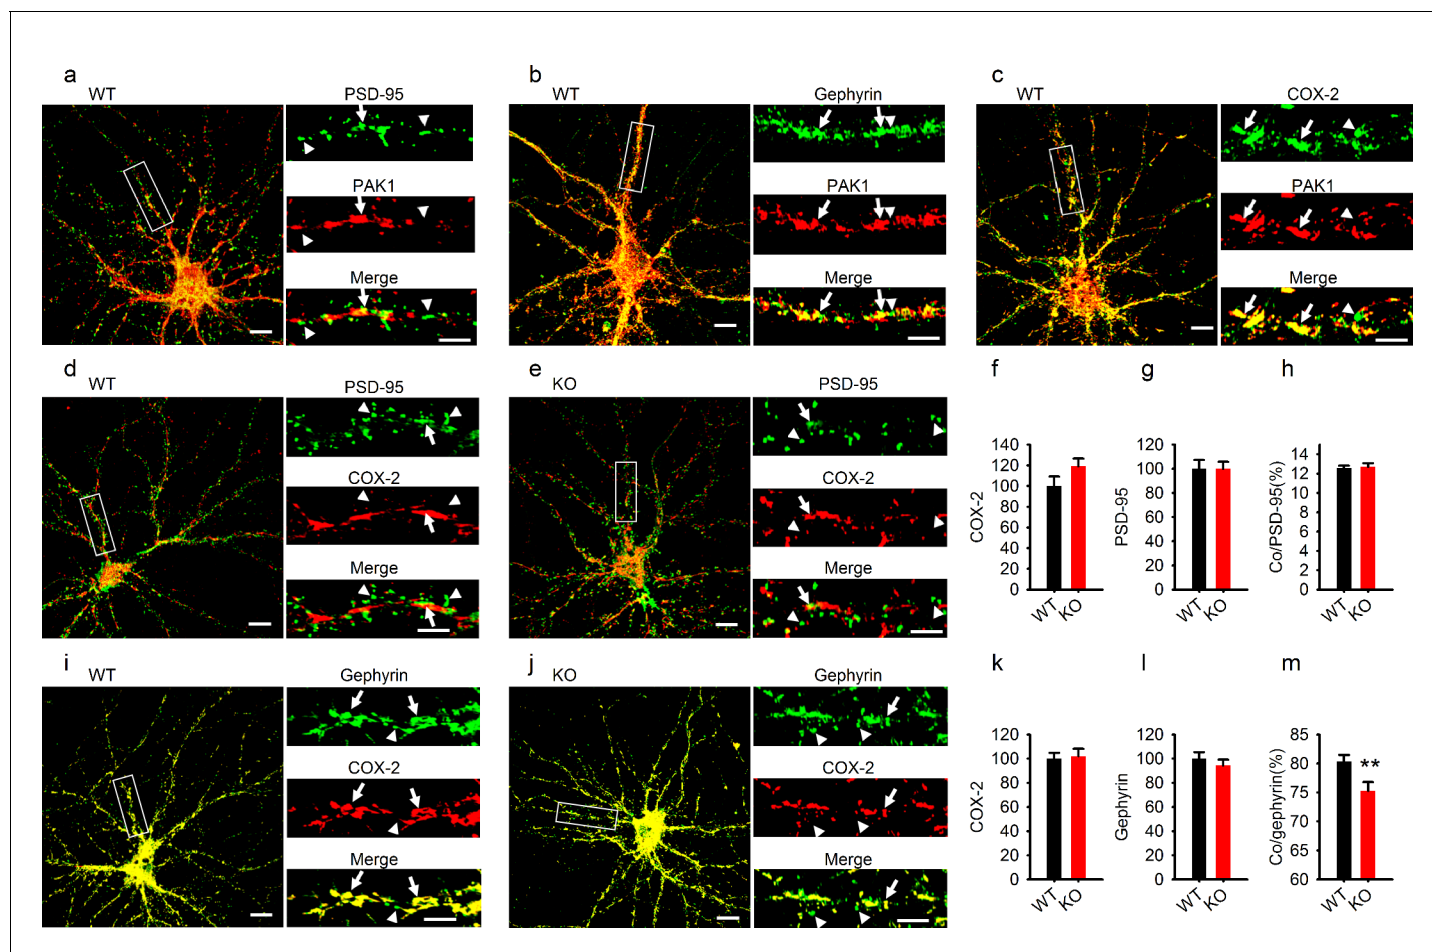 a
WT
PSD-95
PAK1
Merge
b
WT
Gephyrin
PAK1
Merge
c
WT
COX-2
PAK1
Merge
d
WT
PSD-95
COX-2
Merge
e
KO
PSD-95
COX-2
Merge
f
COX-2
140
120
100
80
60
40
20
0
WT
KO
g
PSD-95
120
100
80
60
40
20
0
WT
KO
h
Co/PSD-95(%)
14
12
10
8
6
4
2
0
WT
KO
i
WT
Gephyrin
COX-2
Merge
j
KO
Gephyrin
COX-2
Merge
k
COX-2
120
100
80
60
40
20
0
WT
KO
l
Gephyrin
120
100
80
60
40
20
0
WT
KO
m
Co/gephyrin(%)
85
80
75
70
65
60
**
WT
KO